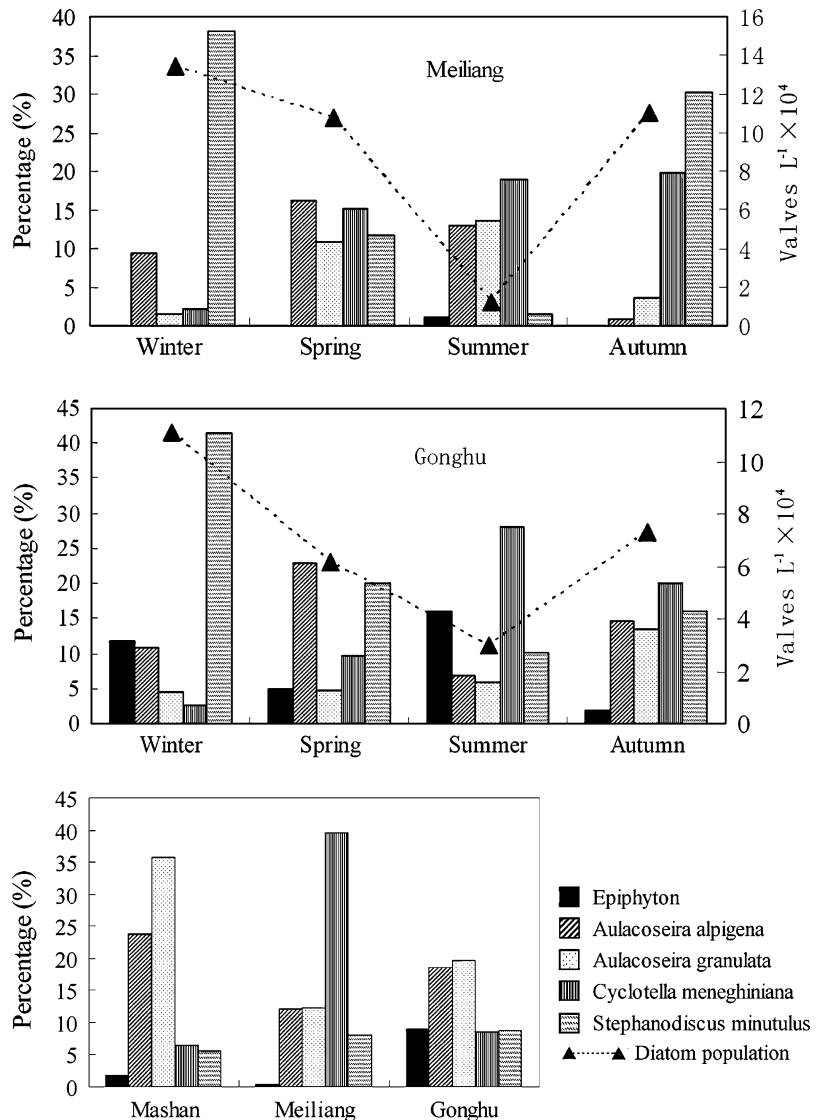 Meiliang
Percentage (%)
40
35
30
25
20
15
10
5
0
16
14
12
10
8
6
4
2
0
Valves L-1 ×10⁴
Winter Spring Summer Autumn
Gonghu
Percentage (%)
45
40
35
30
25
20
15
10
5
0
12
10
8
6
4
2
0
Valves L-1 ×10⁴
Winter Spring Summer Autumn
Percentage (%)
45
40
35
30
25
20
15
10
5
0
Mashan Meiliang Gonghu
Epiphyton
Aulacoseira alpigena
Aulacoseira granulata
Cyclotella meneghiniana
Stephanodiscus minutulus
Diatom population